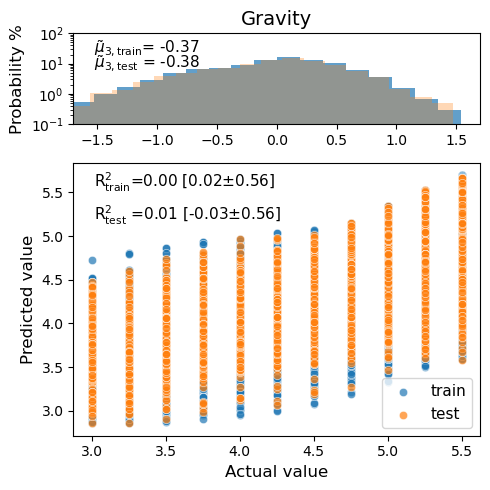 Gravity
Probability %
10²
10¹
10⁰
10⁻¹
μ̃₃,train= -0.37
μ̃₃,test = -0.38
−1.5 −1.0 −0.5 0.0 0.5 1.0 1.5
Predicted value
5.5
5.0
4.5
4.0
3.5
3.0
R²train=0.00 [0.02±0.56]
R²test =0.01 [-0.03±0.56]
train
test
3.0 3.5 4.0 4.5 5.0 5.5
Actual value